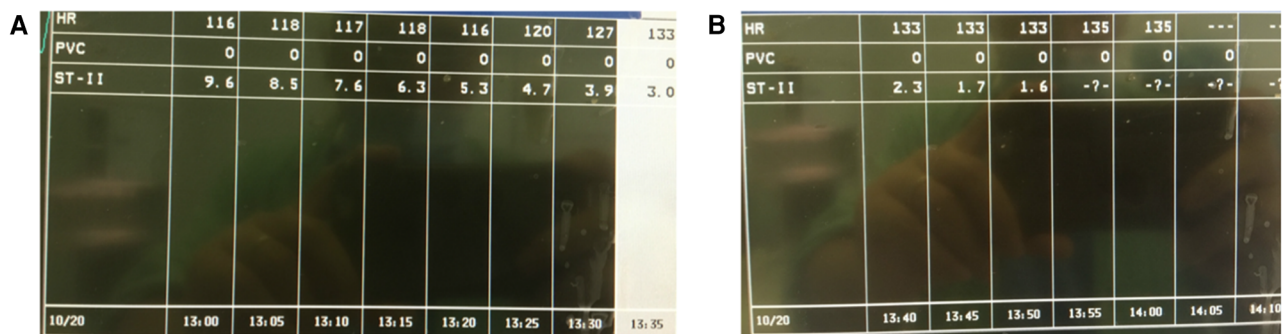 A
HR 116 118 117 118 116 120 127 133
PVC 0 0 0 0 0 0 0 0
ST-II 9.6 8.5 7.6 6.3 5.3 4.7 3.9 3.0
10/20 13:00 13:05 13:10 13:15 13:20 13:25 13:30 13:35
B
HR 133 133 133 135 135 --- -
PVC 0 0 0 0 0 0
ST-II 2.3 1.7 1.6 -?- -?- -?- -?
10/20 13:40 13:45 13:50 13:55 14:00 14:05 14:10